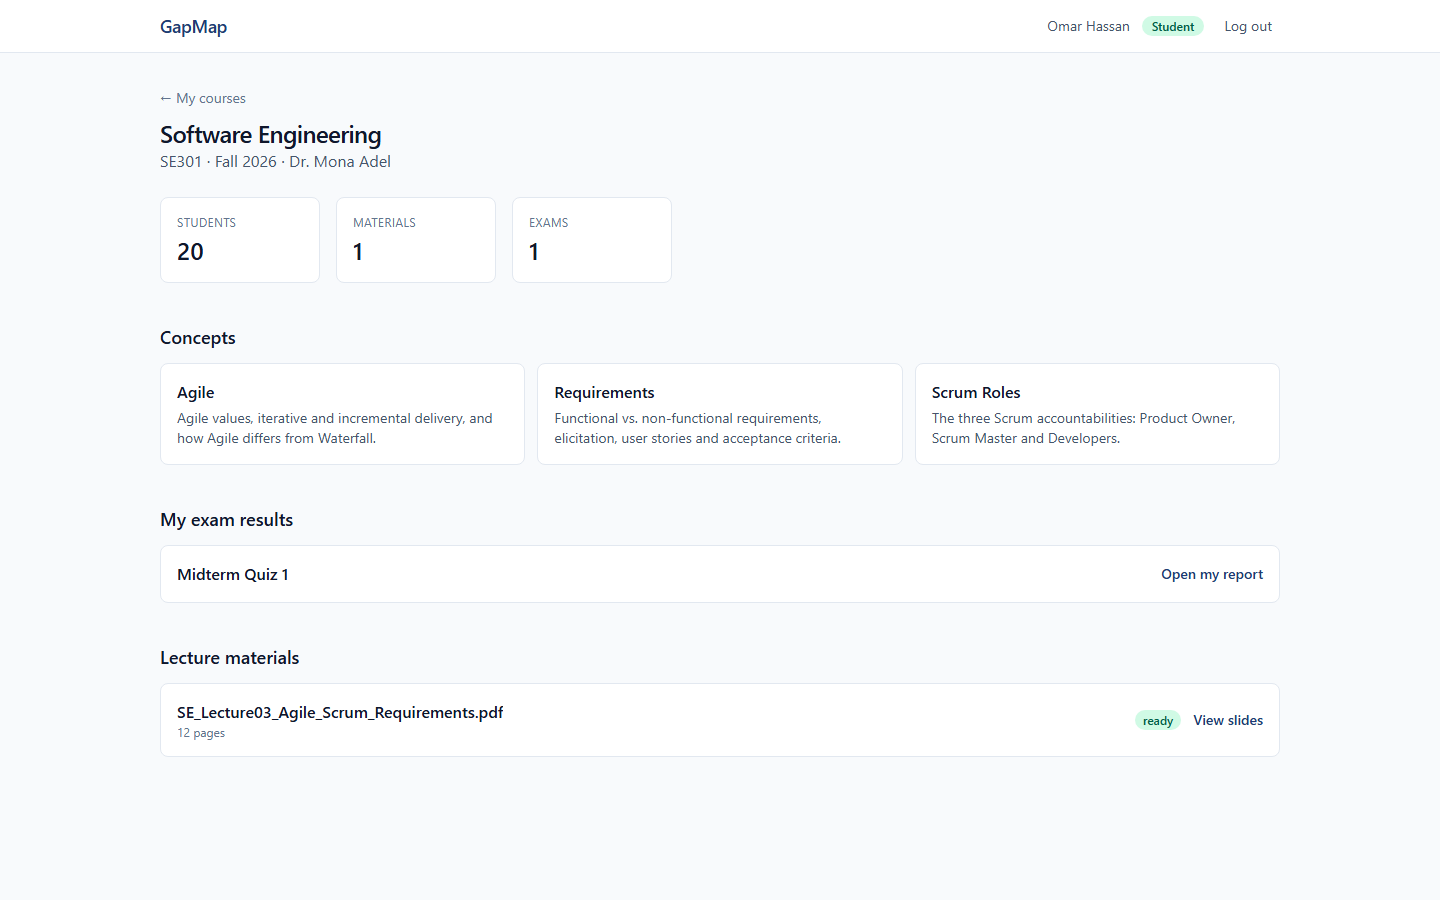 GapMap
Omar Hassan Student Log out
← My courses
Software Engineering
SE301 · Fall 2026 · Dr. Mona Adel
STUDENTS
20
MATERIALS
1
EXAMS
1
Concepts
Agile
Agile values, iterative and incremental delivery, and
how Agile differs from Waterfall.
Requirements
Functional vs. non-functional requirements,
elicitation, user stories and acceptance criteria.
Scrum Roles
The three Scrum accountabilities: Product Owner,
Scrum Master and Developers.
My exam results
Midterm Quiz 1
Open my report
Lecture materials
SE_Lecture03_Agile_Scrum_Requirements.pdf
12 pages
ready View slides